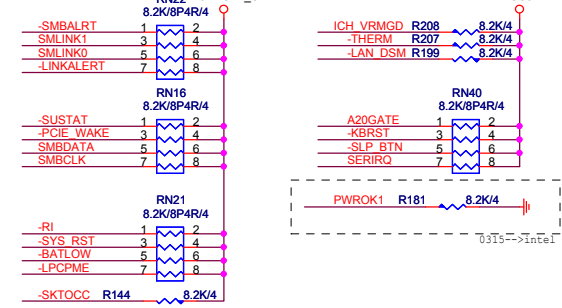 RN22
8.2K/8P4R/4
-SMBALRT 1 2
SMLINK1 3 4
SMLINK0 5 6
-LINKALERT 7 8
RN16
8.2K/8P4R/4
-SUSTAT 1 2
-PCIE_WAKE 3 4
SMBDATA 5 6
SMBCLK 7 8
RN21
8.2K/8P4R/4
-RI 1 2
-SYS_RST 3 4
-BATLOW 5 6
-LPCPME 7 8
-SKTOCC R144 8.2K/4
ICH_VRMGD R208 8.2K/4
-THERM R207 8.2K/4
-LAN_DSM R199 8.2K/4
RN40
8.2K/8P4R/4
A20GATE 1 2
-KBRST 3 4
-SLP_BTN 5 6
SERIRQ 7 8
PWROK1 R181 8.2K/4
0315-->intel